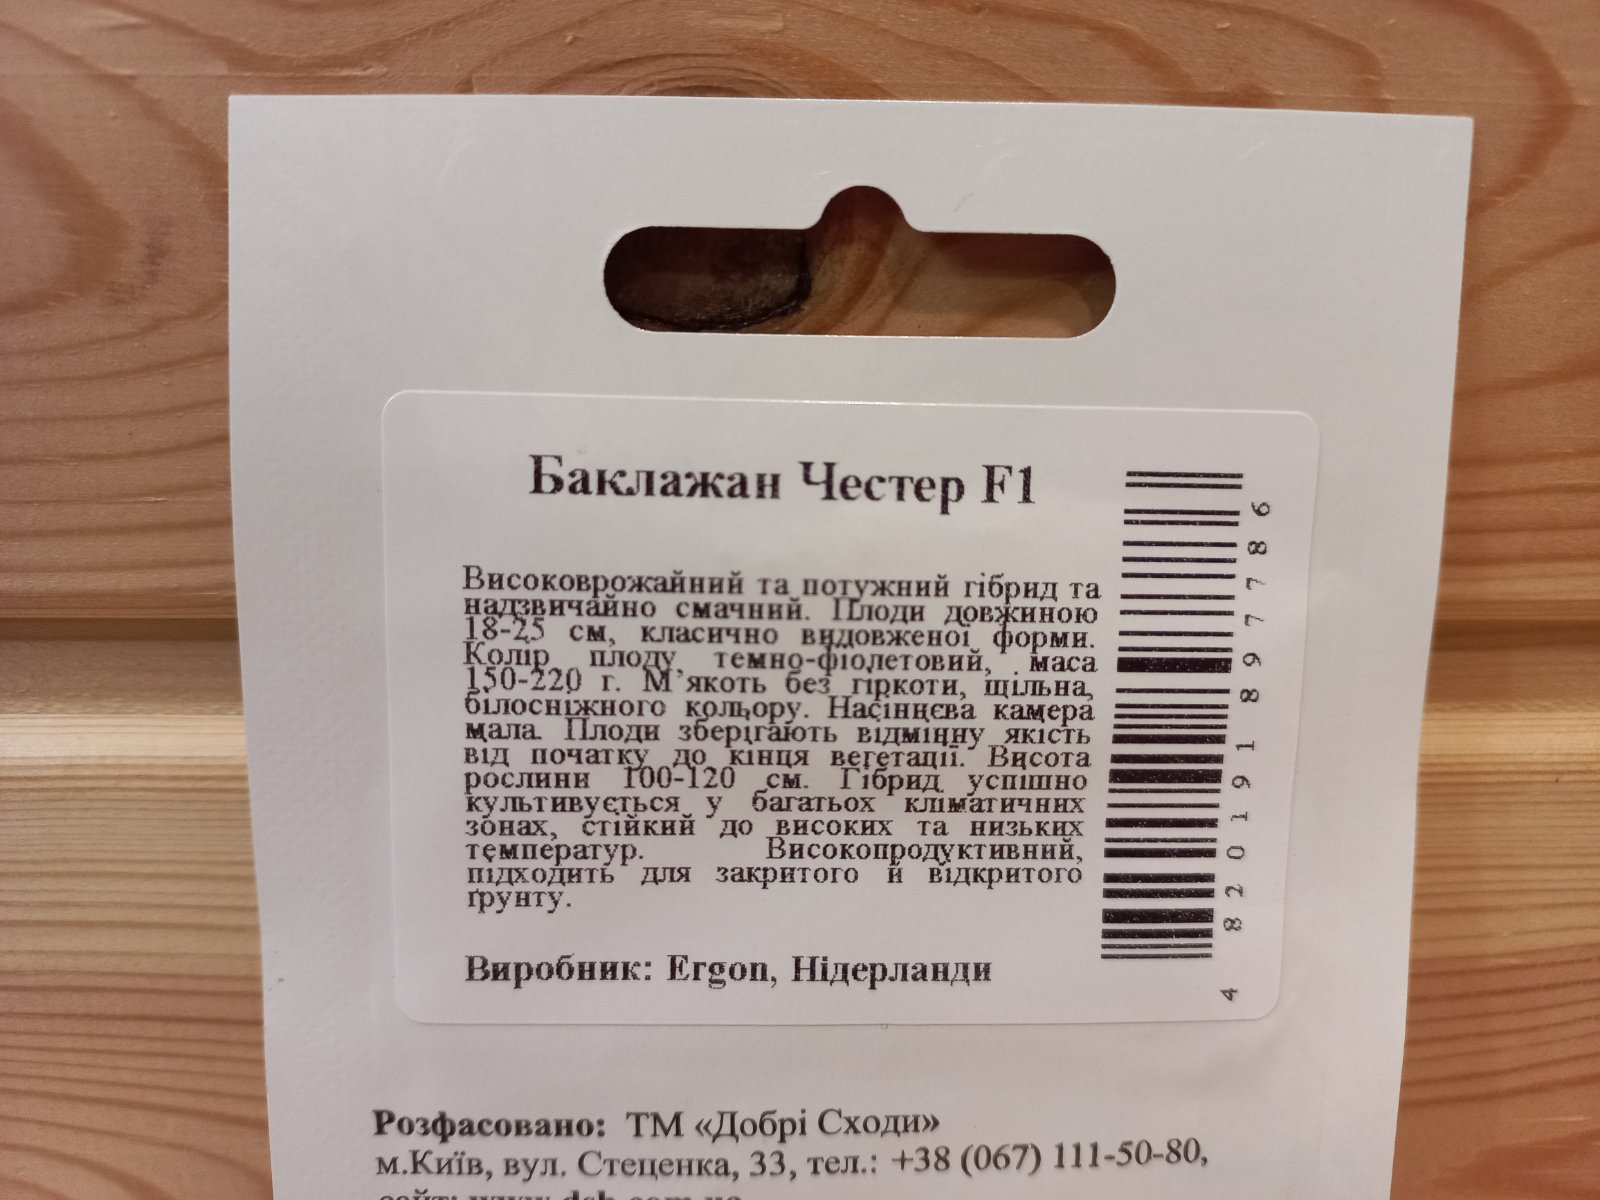 Баклажан Честер F1
Високоврожайний та потужний гібрид та
надзвичайно смачний. Плоди довжиною
18-25 см, класично видовженої форми.
Колір плоду темно-фіолетовий, маса
150-220 г. М'якоть без гіркоти, щільна,
білосніжного кольору. Насіннєва камера
мала. Плоди зберігають відмінну якість
від початку до кінця вегетації. Висота
рослини 100-120 см. Гібрид успішно
культивується у багатьох кліматичних
зонах, стійкий до високих та низьких
температур. Високопродуктивний,
підходить для закритого й відкритого
ґрунту.
Виробник: Ergon, Нідерланди
4 820191 897786
Розфасовано: ТМ «Добрі Сходи»
м.Київ, вул. Стеценка, 33, тел.: +38 (067) 111-50-80,
сайт: